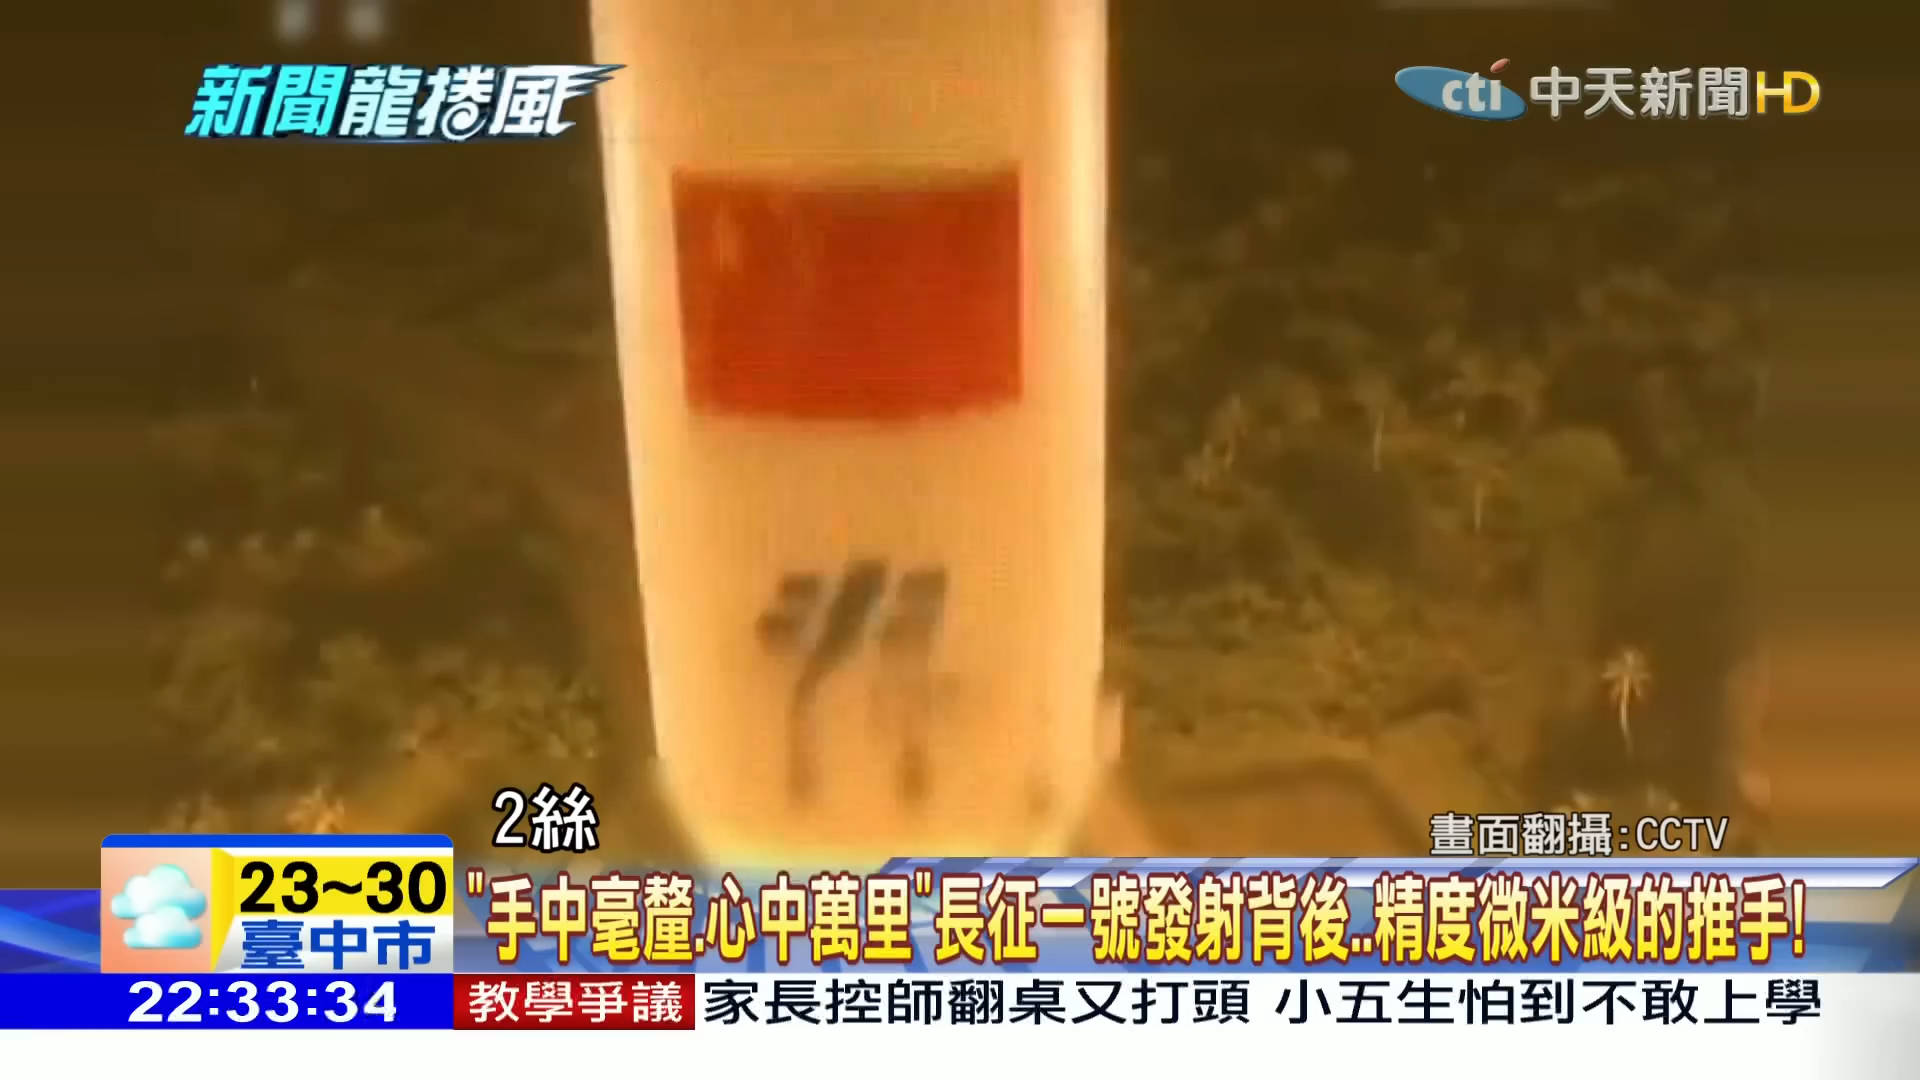 新聞龍捲風
cti中天新聞HD
2絲
畫面翻攝:CCTV
23~30
臺中市
"手中毫釐.心中萬里"長征一號發射背後..精度微米級的推手!
22:33:34
教學爭議 家長控師翻桌又打頭 小五生怕到不敢上學